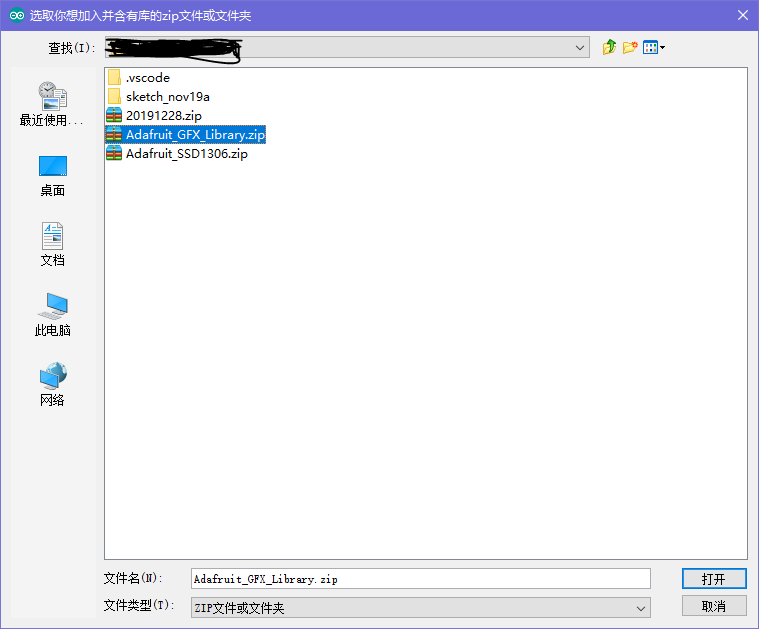 选取你想加入并含有库的zip文件或文件夹
查找(I):
.vscode
sketch_nov19a
20191228.zip
Adafruit_GFX_Library.zip
Adafruit_SSD1306.zip
最近使用...
桌面
文档
此电脑
网络
文件名(N): Adafruit_GFX_Library.zip 打开
文件类型(T): ZIP文件或文件夹 取消